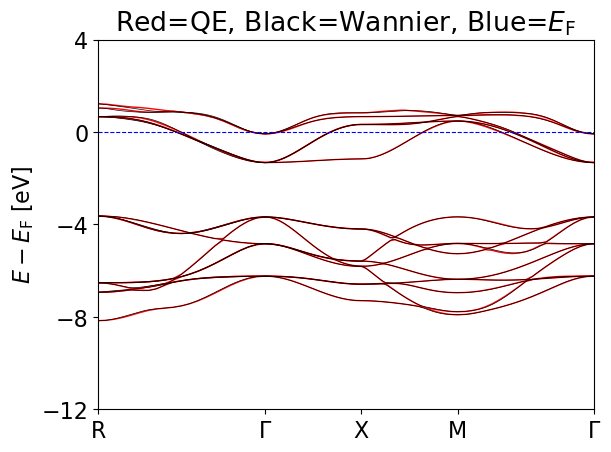 Red=QE, Black=Wannier, Blue=E_F
E − E_F [eV]
4
0
−4
−8
−12
R Γ X M Γ